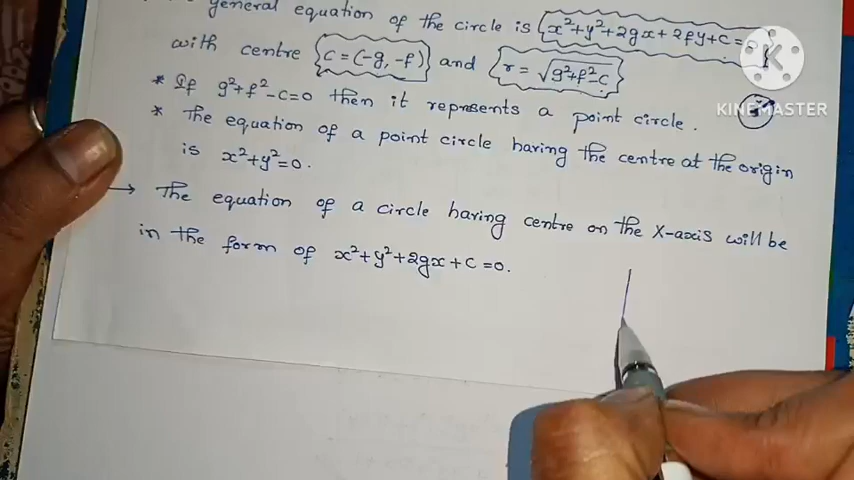 general equation of the circle is x²+y²+2gx+2fy+c=
with centre C=(-g,-f) and r=√g²+f²-c.
* If g²+f²-c=0 then it represents a point circle.
* The equation of a point circle having the centre at the origin
is x²+y²=0.
→ The equation of a circle having centre on the X-axis will be
in the form of x²+y²+2gx+c=0.
K
KINEMASTER